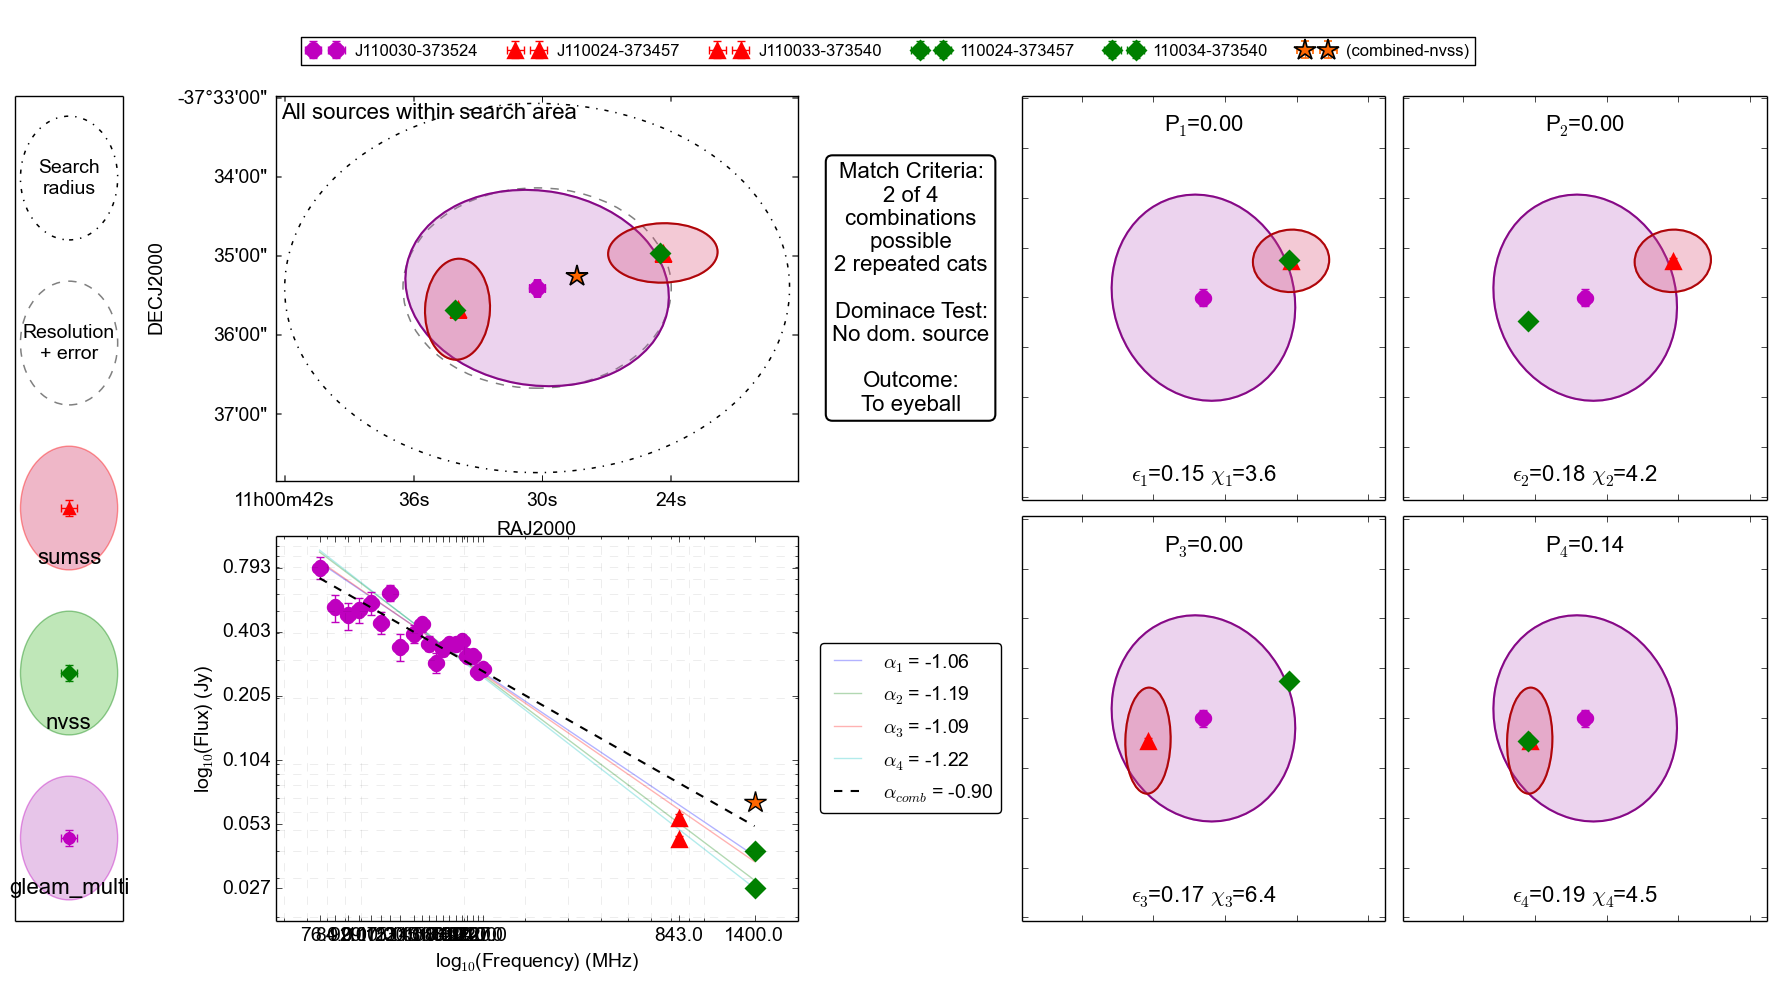 J110030-373524
J110024-373457
J110033-373540
110024-373457
110034-373540
(combined-nvss)
Search
radius
Resolution
+ error
sumss
nvss
gleam_multi
All sources within search area
-37°33'00"
34'00"
35'00"
36'00"
37'00"
DECJ2000
11h00m42s
36s
30s
24s
RAJ2000
Match Criteria:
2 of 4
combinations
possible
2 repeated cats
Dominace Test:
No dom. source
Outcome:
To eyeball
P1=0.00
ϵ1=0.15 χ1=3.6
P2=0.00
ϵ2=0.18 χ2=4.2
P3=0.00
ϵ3=0.17 χ3=6.4
P4=0.14
ϵ4=0.19 χ4=4.5
0.793
0.403
0.205
0.104
0.053
0.027
log10(Flux) (Jy)
843.0
1400.0
log10(Frequency) (MHz)
α1 = -1.06
α2 = -1.19
α3 = -1.09
α4 = -1.22
αcomb = -0.90